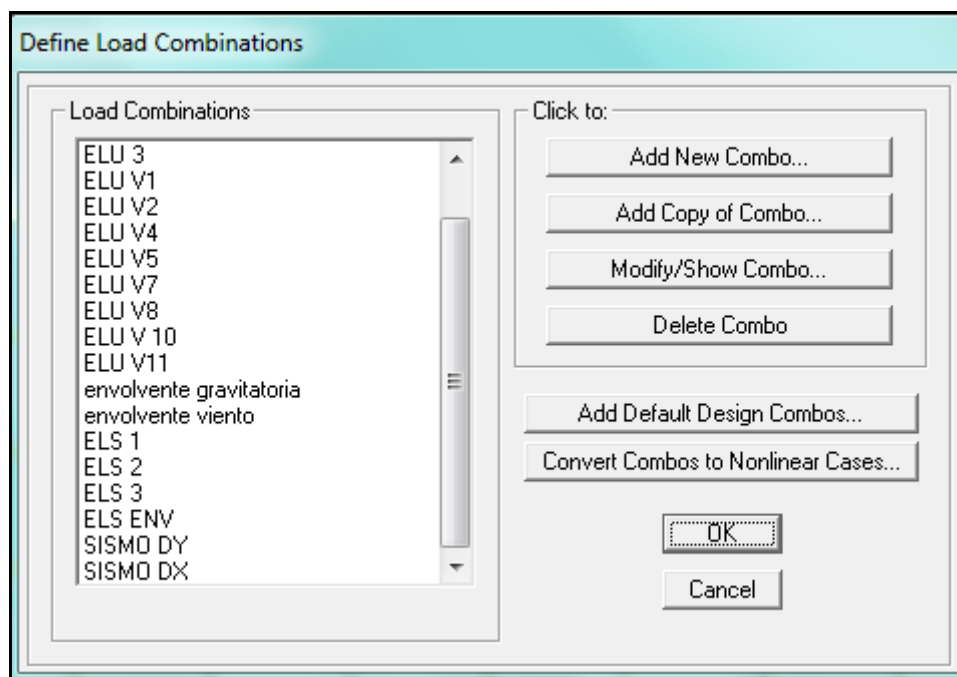 Define Load Combinations
Load Combinations
ELU 3
ELU V1
ELU V2
ELU V4
ELU V5
ELU V7
ELU V8
ELU V 10
ELU V11
envolvente gravitatoria
envolvente viento
ELS 1
ELS 2
ELS 3
ELS ENV
SISMO DY
SISMO DX
Click to:
Add New Combo...
Add Copy of Combo...
Modify/Show Combo...
Delete Combo
Add Default Design Combos...
Convert Combos to Nonlinear Cases...
OK
Cancel